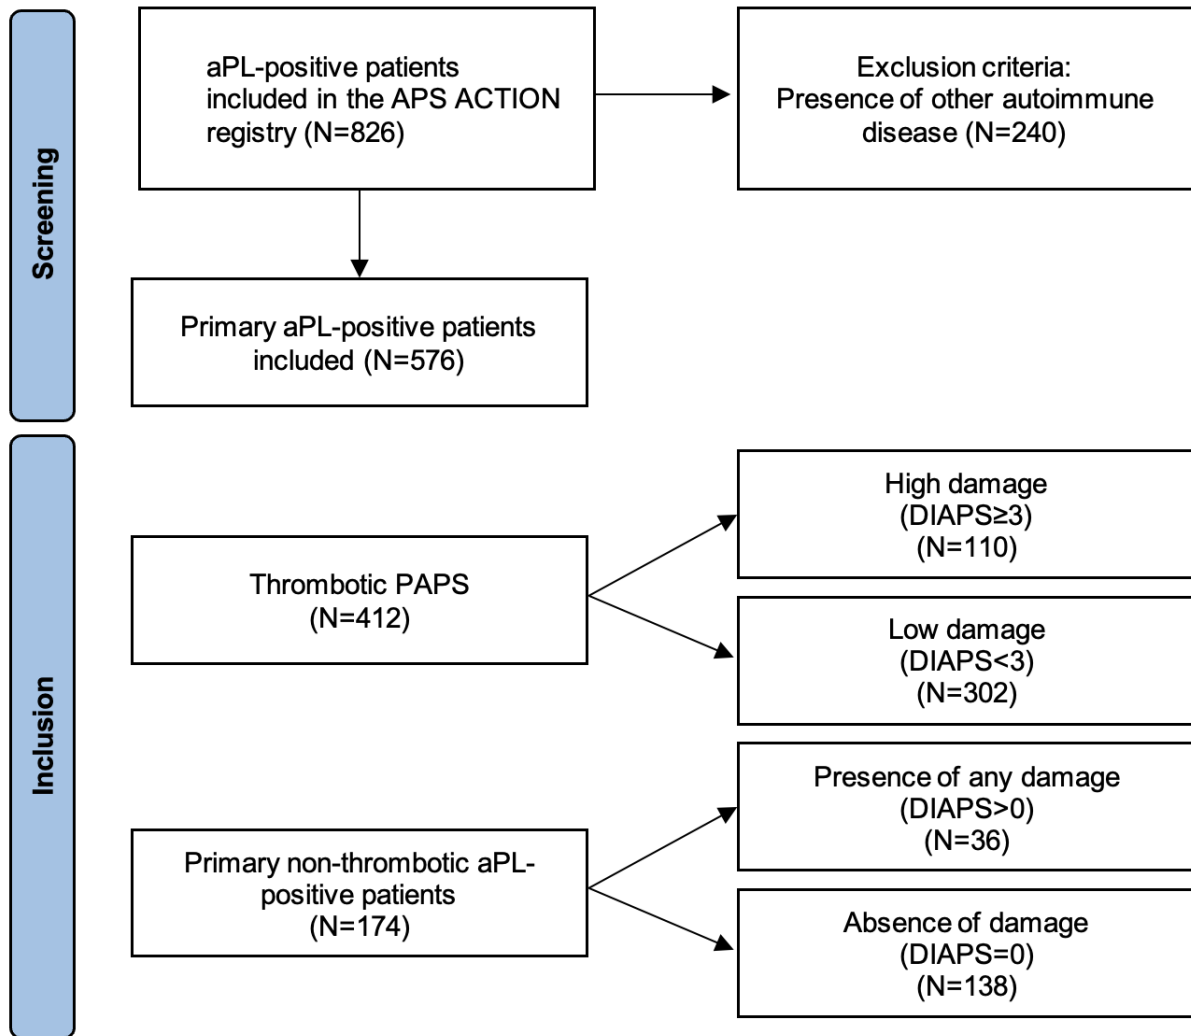 Screening
aPL-positive patients
included in the APS ACTION
registry (N=826)
Exclusion criteria:
Presence of other autoimmune
disease (N=240)
Primary aPL-positive patients
included (N=576)
Inclusion
Thrombotic PAPS
(N=412)
High damage
(DIAPS≥3)
(N=110)
Low damage
(DIAPS<3)
(N=302)
Primary non-thrombotic aPL-
positive patients
(N=174)
Presence of any damage
(DIAPS>0)
(N=36)
Absence of damage
(DIAPS=0)
(N=138)